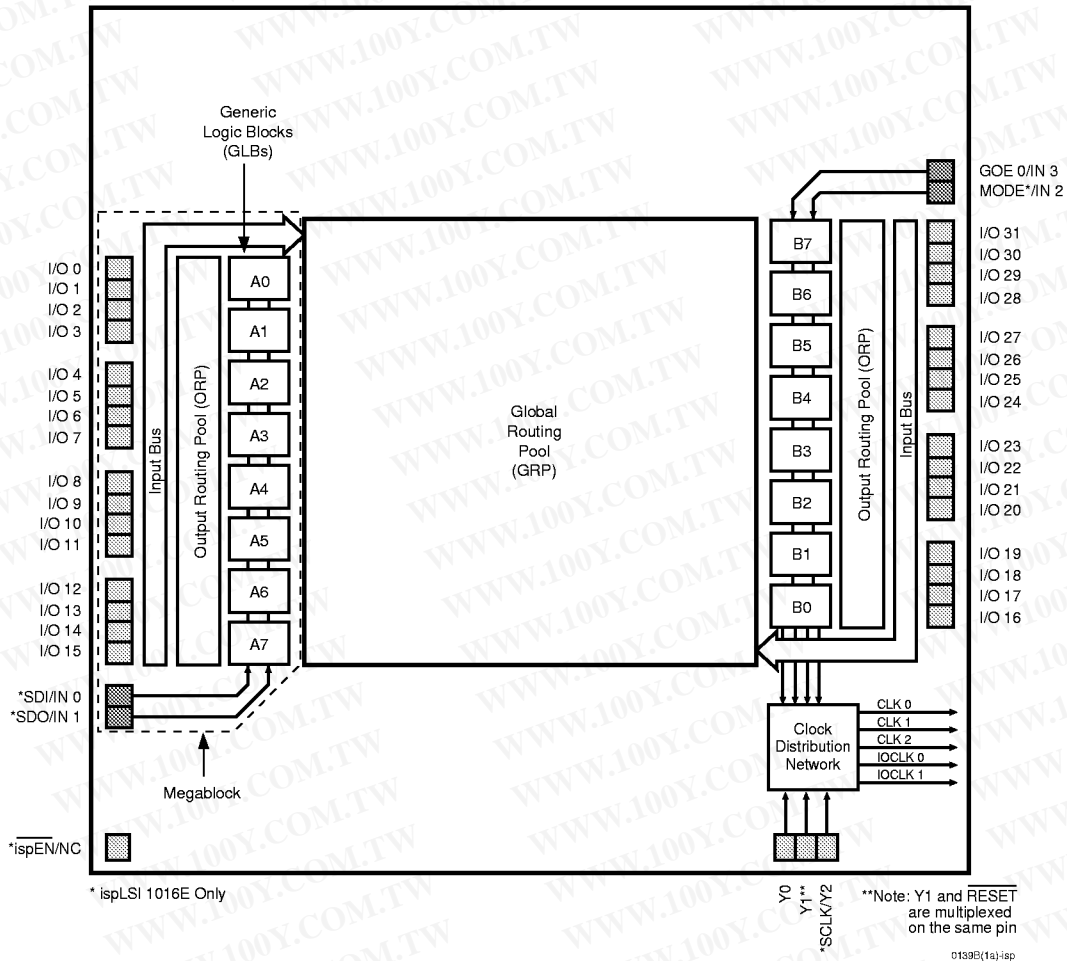 WWW.100Y.COM.TW
Generic
Logic Blocks
(GLBs)
GOE 0/IN 3
MODE*/IN 2
I/O 0
I/O 1
I/O 2
I/O 3
I/O 4
I/O 5
I/O 6
I/O 7
I/O 8
I/O 9
I/O 10
I/O 11
I/O 12
I/O 13
I/O 14
I/O 15
*SDI/IN 0
*SDO/IN 1
Input Bus
Output Routing Pool (ORP)
A0
A1
A2
A3
A4
A5
A6
A7
Global
Routing
Pool
(GRP)
B7
B6
B5
B4
B3
B2
B1
B0
Output Routing Pool (ORP)
Input Bus
I/O 31
I/O 30
I/O 29
I/O 28
I/O 27
I/O 26
I/O 25
I/O 24
I/O 23
I/O 22
I/O 21
I/O 20
I/O 19
I/O 18
I/O 17
I/O 16
Clock
Distribution
Network
CLK 0
CLK 1
CLK 2
IOCLK 0
IOCLK 1
Megablock
*ispEN/NC
* ispLSI 1016E Only
Y0
Y1**
*SCLK/Y2
**Note: Y1 and RESET
are multiplexed
on the same pin
0139B(1a)-isp